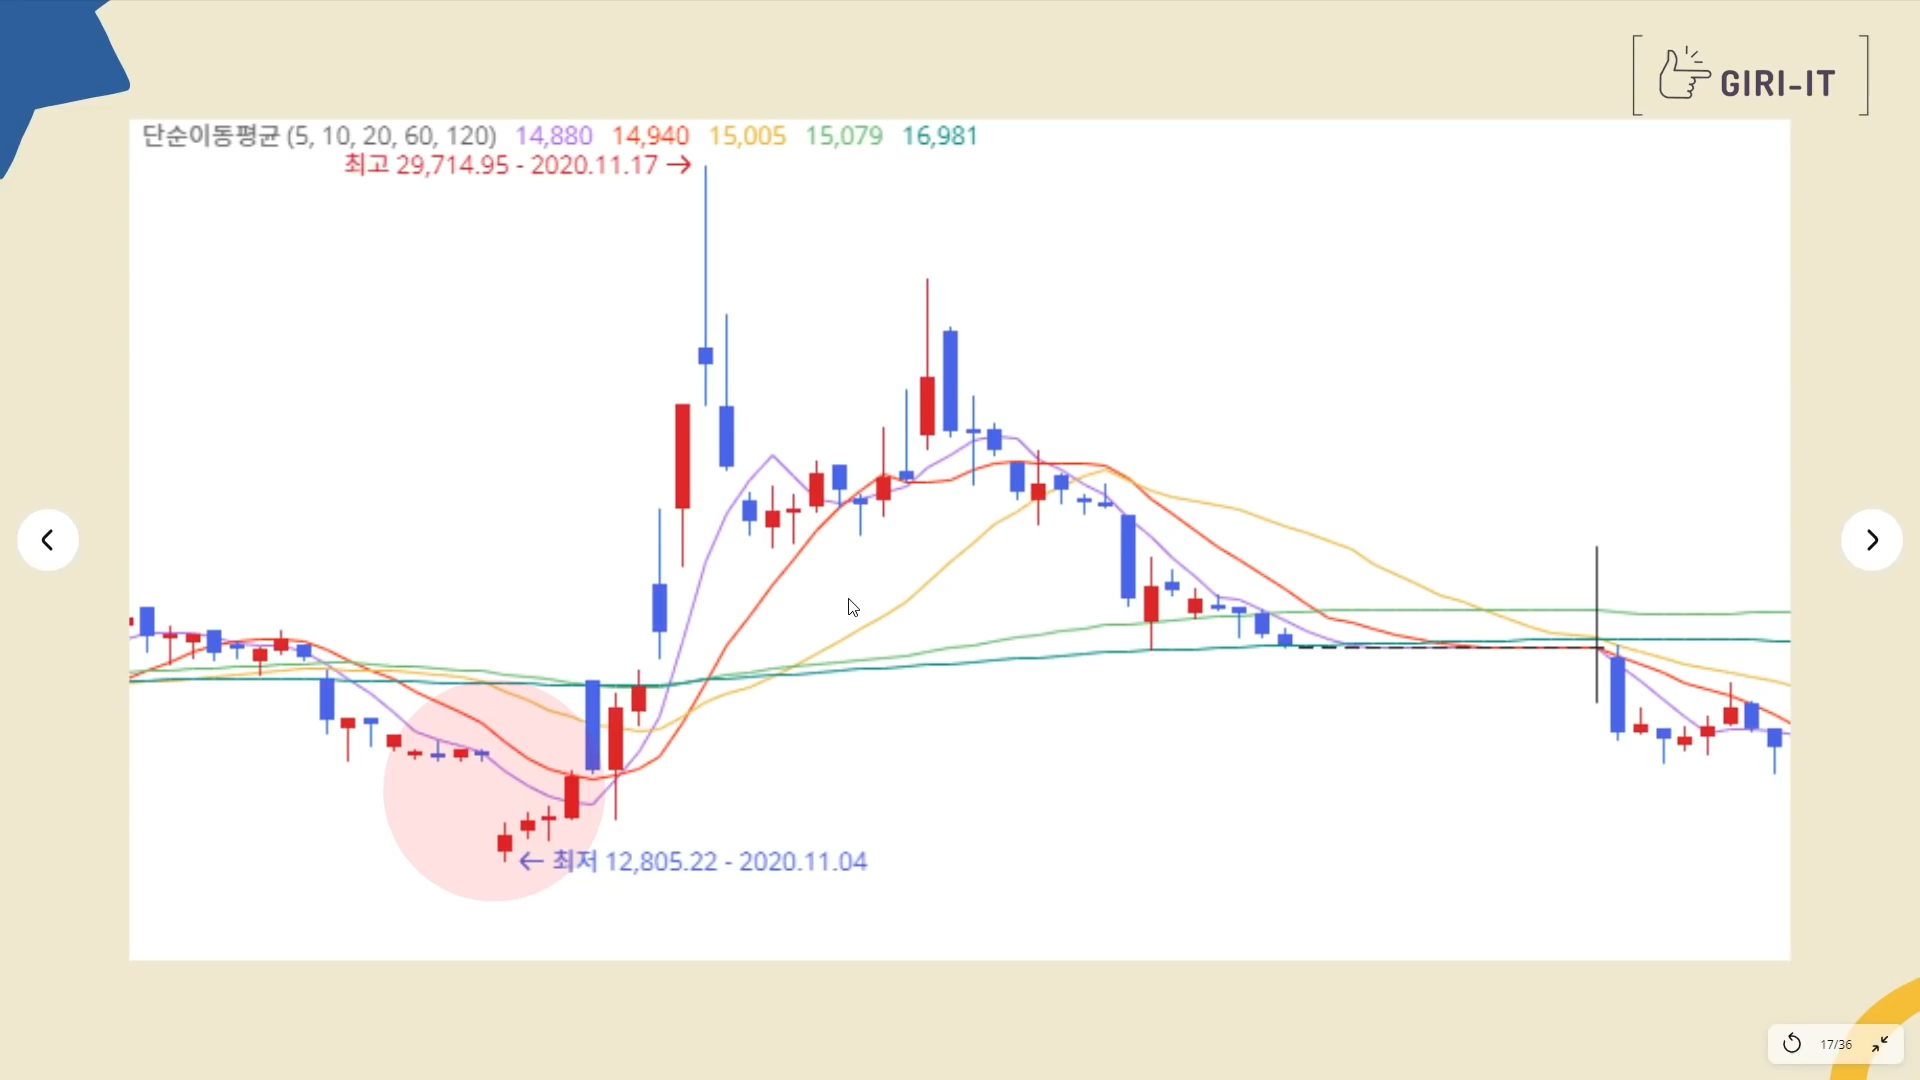 GIRI-IT
단순이동평균 (5, 10, 20, 60, 120) 14,880 14,940 15,005 15,079 16,981
최고 29,714.95 - 2020.11.17 →
← 최저 12,805.22 - 2020.11.04
17/36